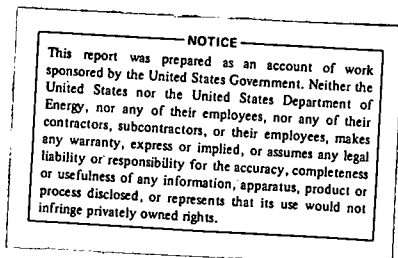 NOTICE
This report was prepared as an account of work
sponsored by the United States Government. Neither the
United States nor the United States Department of
Energy, nor any of their employees, nor any of their
contractors, subcontractors, or their employees, makes
any warranty, express or implied, or assumes any legal
liability or responsibility for the accuracy, completeness
or usefulness of any information, apparatus, product or
process disclosed, or represents that its use would not
infringe privately owned rights.